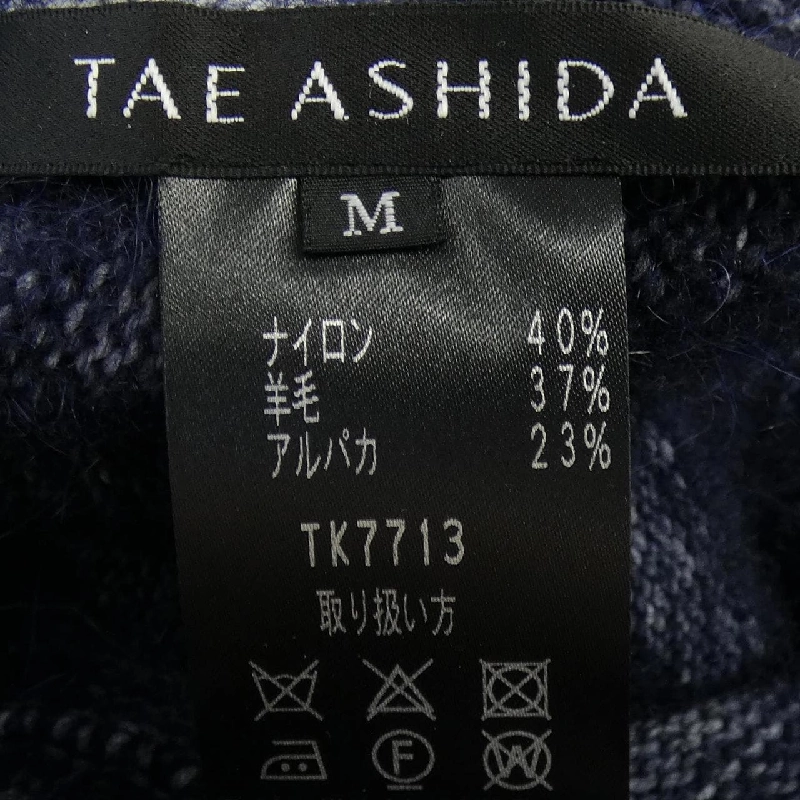 TAE ASHIDA
M
ナイロン 40%
羊毛 37%
アルパカ 23%
TK7713
取り扱い方
F W